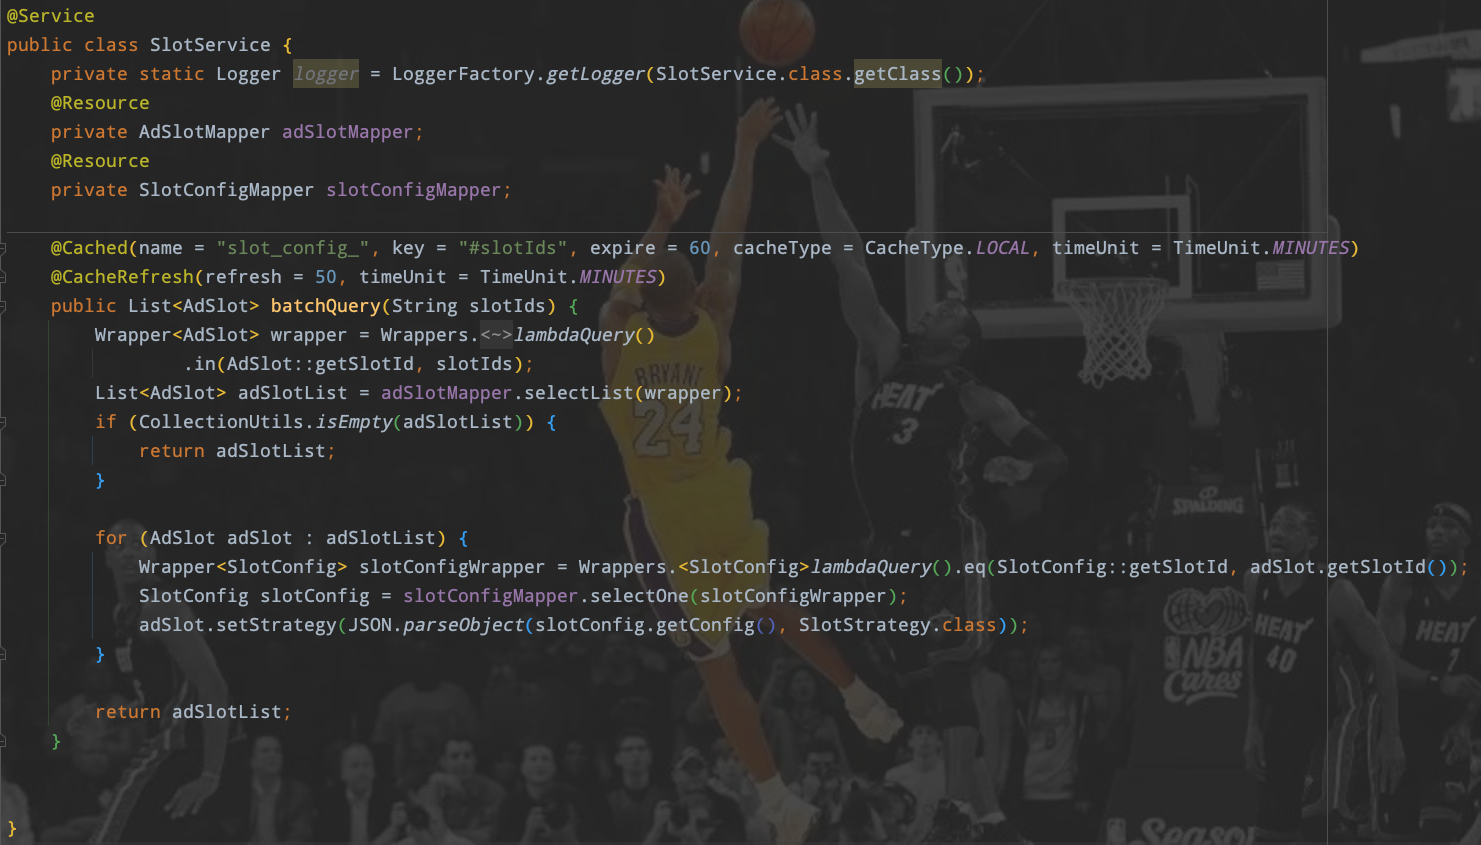 @Service
public class SlotService {
private static Logger logger = LoggerFactory.getLogger(SlotService.class.getClass());
@Resource
private AdSlotMapper adSlotMapper;
@Resource
private SlotConfigMapper slotConfigMapper;
@Cached(name = "slot_config_", key = "#slotIds", expire = 60, cacheType = CacheType.LOCAL, timeUnit = TimeUnit.MINUTES)
@CacheRefresh(refresh = 50, timeUnit = TimeUnit.MINUTES)
public List<AdSlot> batchQuery(String slotIds) {
Wrapper<AdSlot> wrapper = Wrappers.<~>lambdaQuery()
.in(AdSlot::getSlotId, slotIds);
List<AdSlot> adSlotList = adSlotMapper.selectList(wrapper);
if (CollectionUtils.isEmpty(adSlotList)) {
return adSlotList;
}
for (AdSlot adSlot : adSlotList) {
Wrapper<SlotConfig> slotConfigWrapper = Wrappers.<SlotConfig>lambdaQuery().eq(SlotConfig::getSlotId, adSlot.getSlotId());
SlotConfig slotConfig = slotConfigMapper.selectOne(slotConfigWrapper);
adSlot.setStrategy(JSON.parseObject(slotConfig.getConfig(), SlotStrategy.class));
}
return adSlotList;
}
}
BRYANT
24
HEAT
3
SPALDING
NBA
Cares
HEAT
40
HEAT
1